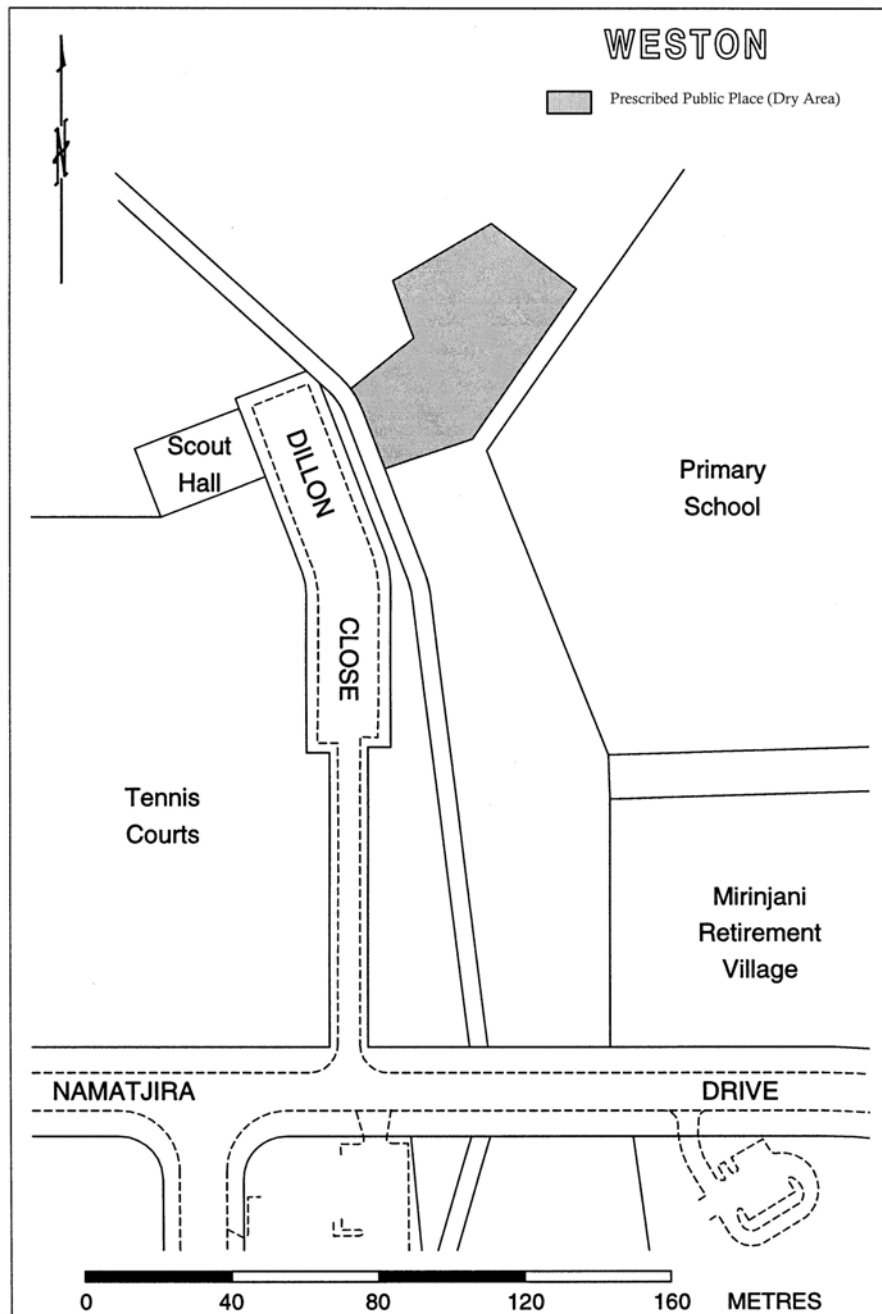 WESTON
Prescribed Public Place (Dry Area)
N
Scout
Hall
DILLON
CLOSE
Primary
School
Tennis
Courts
Mirinjani
Retirement
Village
NAMATJIRA DRIVE
0 40 80 120 160 METRES